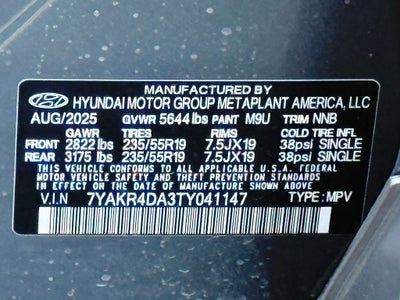 MANUFACTURED BY
HYUNDAI MOTOR GROUP METAPLANT AMERICA, LLC
AUG/2025 GVWR 5644 lbs PAINT M9U TRIM NNB
GAWR TIRES RIMS COLD TIRE INFL
FRONT 2822 lbs 235/55R19 7.5JX19 38psi SINGLE
REAR 3175 lbs 235/55R19 7.5JX19 38psi SINGLE
THIS VEHICLE CONFORMS TO ALL APPLICABLE U.S.A. FEDERAL
MOTOR VEHICLE SAFETY AND THEFT PREVENTION STANDARDS IN
EFFECT ON THE DATE OF MANUFACTURE SHOWN ABOVE.
V.I.N 7YAKR4DA3TY041147 TYPE: MPV